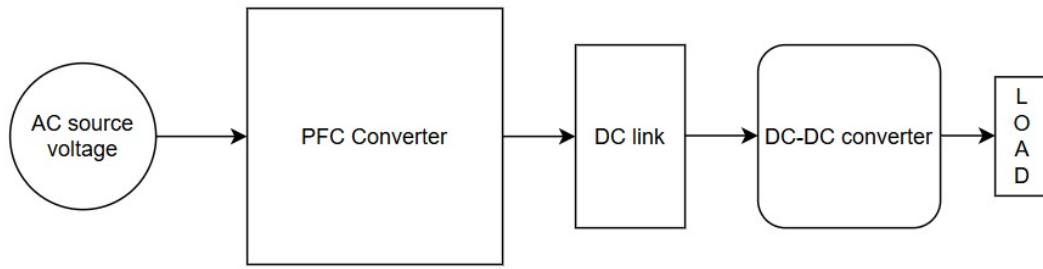 AC source
voltage
PFC Converter
DC link
DC-DC converter
L
O
A
D